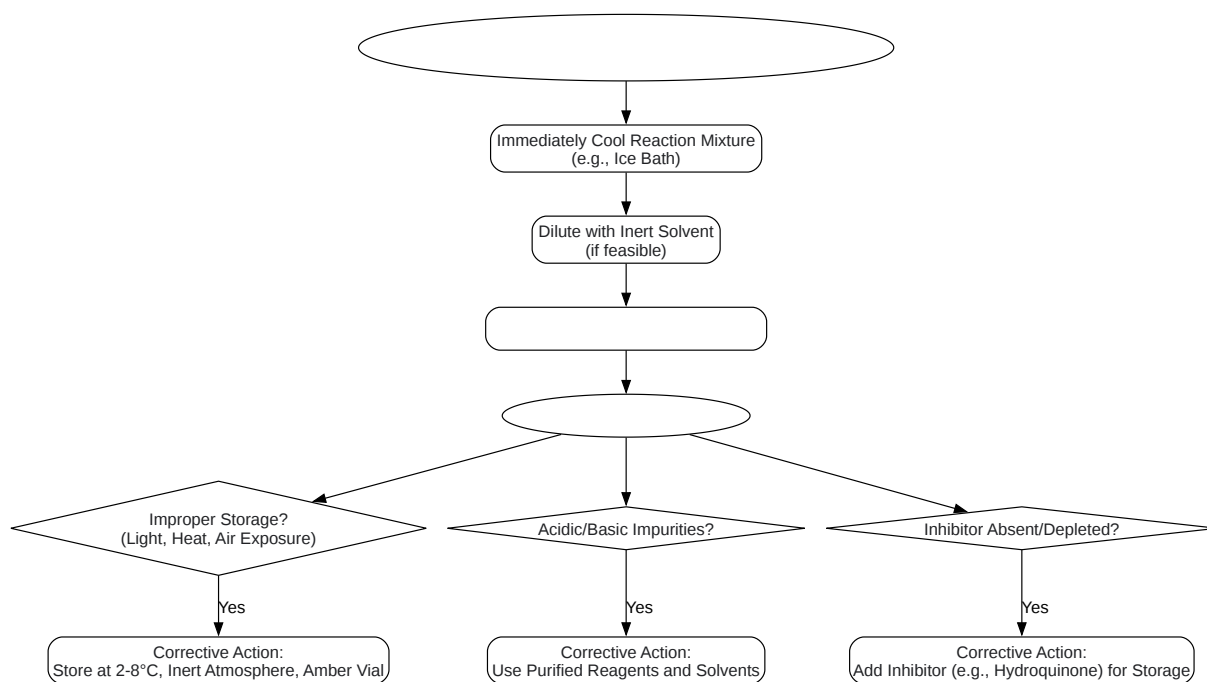 Immediately Cool Reaction Mixture
(e.g., Ice Bath)
Dilute with Inert Solvent
(if feasible)
Improper Storage?
(Light, Heat, Air Exposure)
Acidic/Basic Impurities?
Inhibitor Absent/Depleted?
Yes
Yes
Yes
Corrective Action:
Store at 2-8°C, Inert Atmosphere, Amber Vial
Corrective Action:
Use Purified Reagents and Solvents
Corrective Action:
Add Inhibitor (e.g., Hydroquinone) for Storage